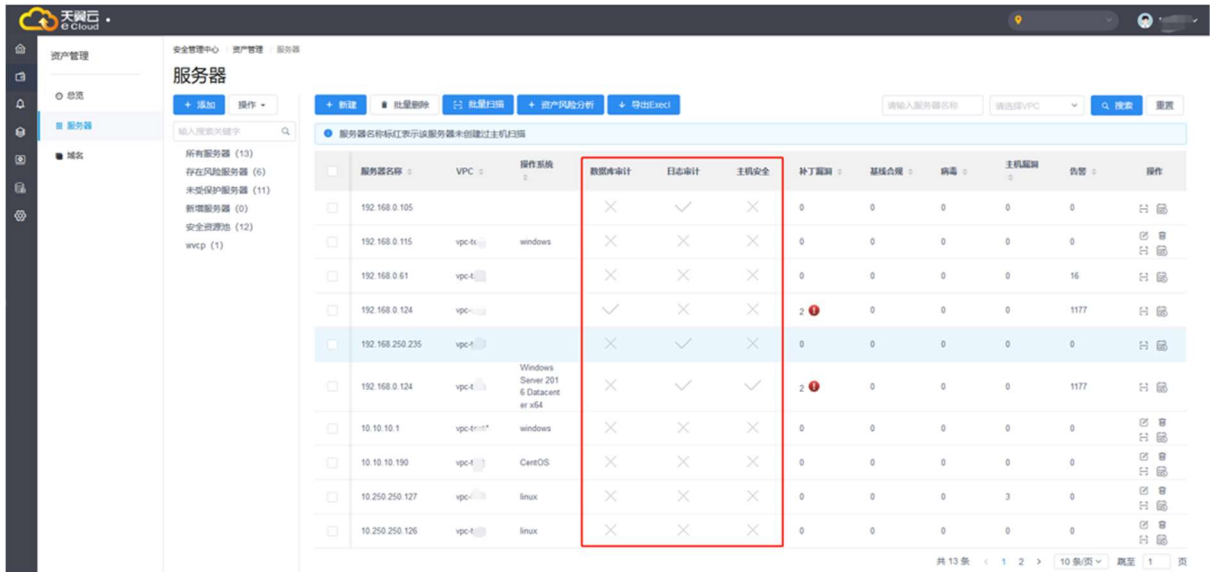 天翼云
e Cloud
资产管理
总览
服务器
域名
安全管理中心 / 资产管理 / 服务器
服务器
+ 添加 操作
输入搜索关键字
所有服务器 (13)
存在风险服务器 (6)
未受保护服务器 (11)
新增服务器 (0)
安全资源池 (12)
wvcp (1)
+ 新建 批量删除 批量扫描 + 资产风险分析 导出Execl 请输入服务器名称 请选择VPC 搜索 重置
服务器名称标红表示该服务器未创建过主机扫描
服务器名称 VPC 操作系统 数据库审计 日志审计 主机安全 补丁漏洞 基线合规 病毒 主机漏洞 告警 操作
192.168.0.105 0 0 0 0 0
192.168.0.115 windows 0 0 0 0 0
192.168.0.61 0 0 0 0 16
192.168.0.124 2 0 0 0 1177
192.168.250.235 0 0 0 0 0
192.168.0.124 Windows Server 2016 Datacenter x64 2 0 0 0 1177
10.10.10.1 windows 0 0 0 0 0
10.10.10.190 CentOS 0 0 0 0 0
10.250.250.127 linux 0 0 0 3 0
10.250.250.126 linux 0 0 0 0 0
共 13 条 < 1 2 > 10 条/页 跳至 1 页